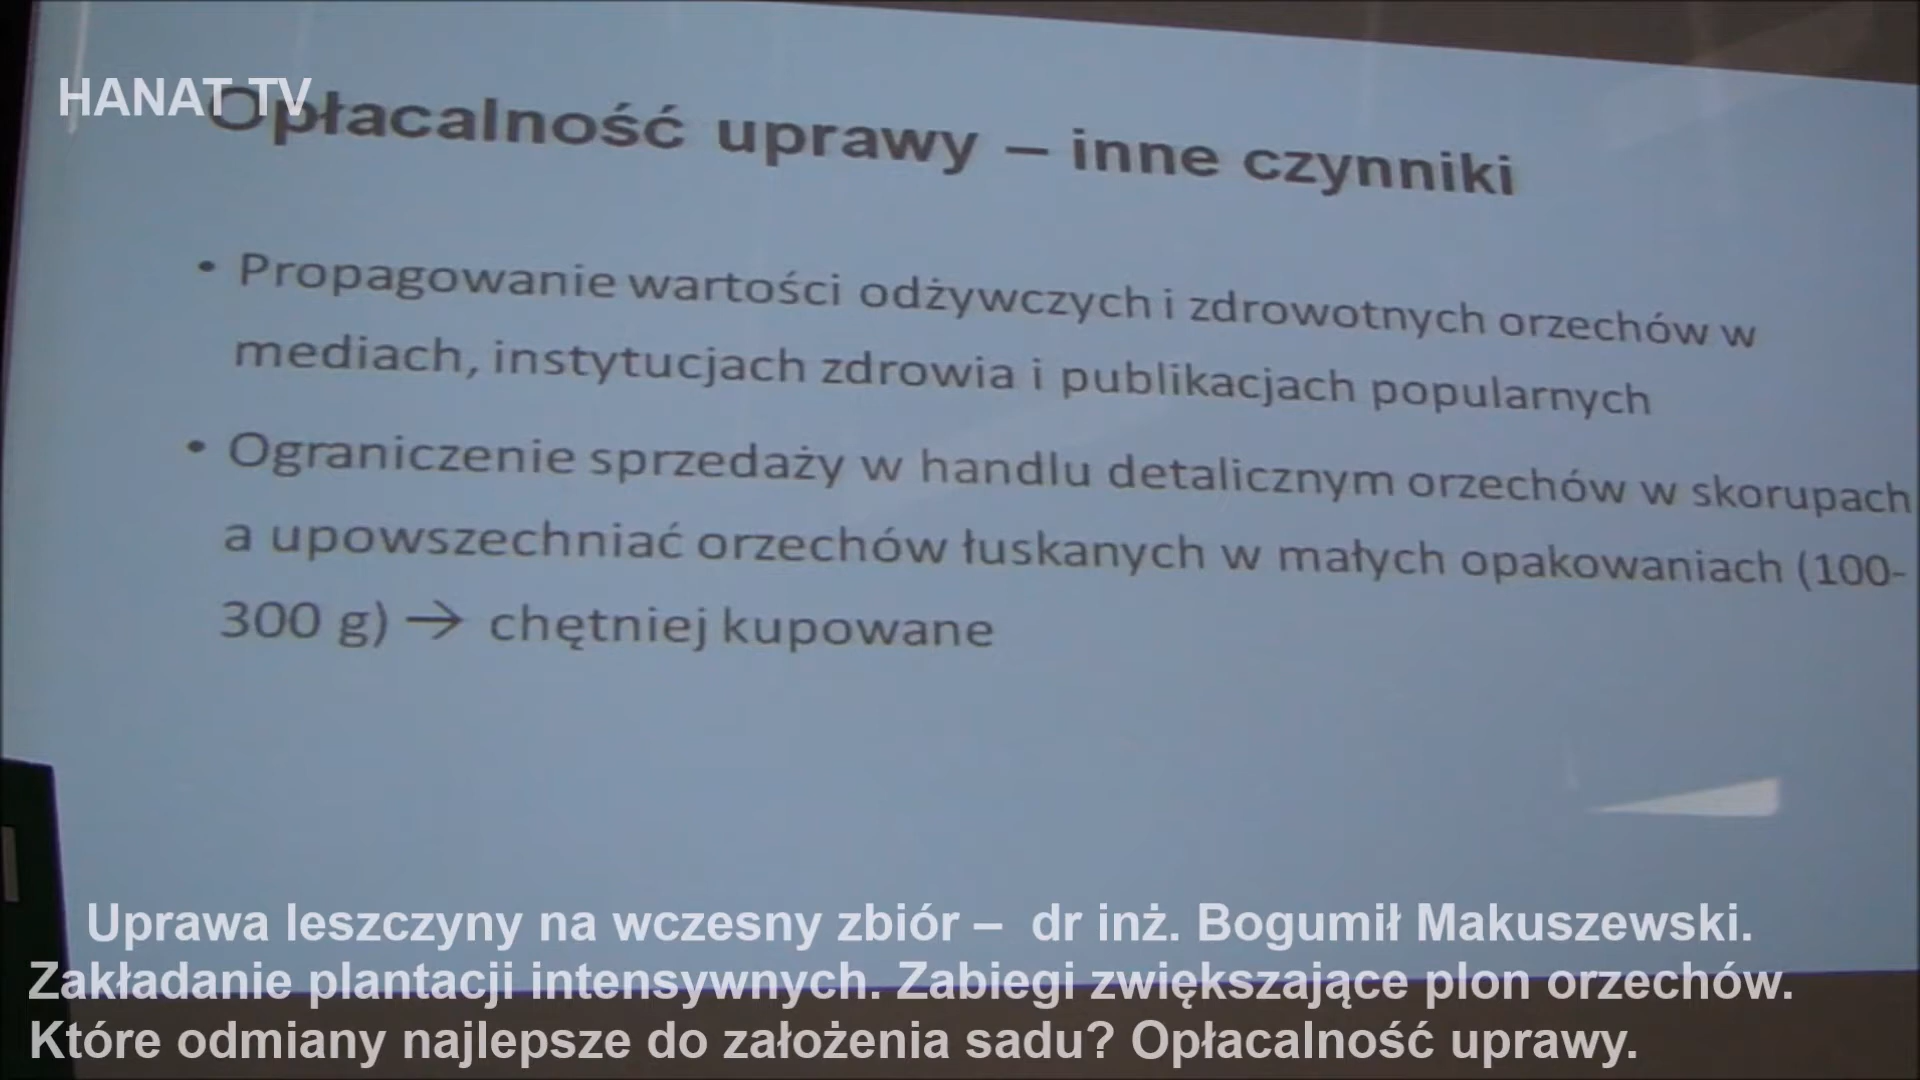 HANAT TV
Opłacalność uprawy – inne czynniki
• Propagowanie wartości odżywczych i zdrowotnych orzechów w
mediach, instytucjach zdrowia i publikacjach popularnych
• Ograniczenie sprzedaży w handlu detalicznym orzechów w skorupach
a upowszechniać orzechów łuskanych w małych opakowaniach (100-
300 g) → chętniej kupowane
Uprawa leszczyny na wczesny zbiór – dr inż. Bogumił Makuszewski.
Zakładanie plantacji intensywnych. Zabiegi zwiększające plon orzechów.
Które odmiany najlepsze do założenia sadu? Opłacalność uprawy.